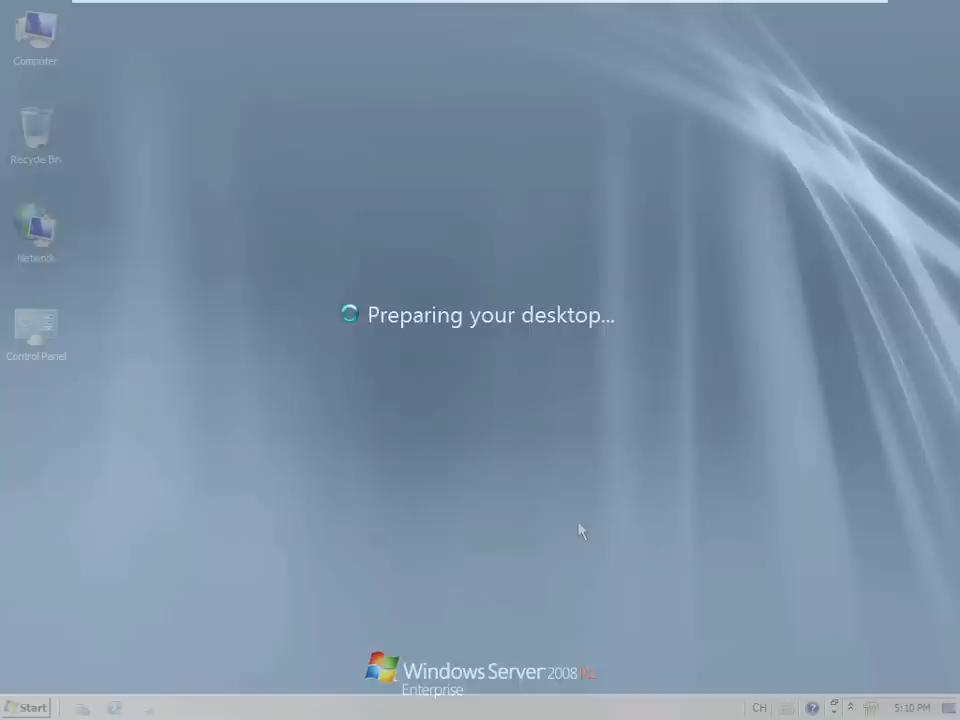 Computer
Recycle Bin
Network
Control Panel
Preparing your desktop...
Windows Server 2008 R2
Enterprise
Start
CH
5:10 PM